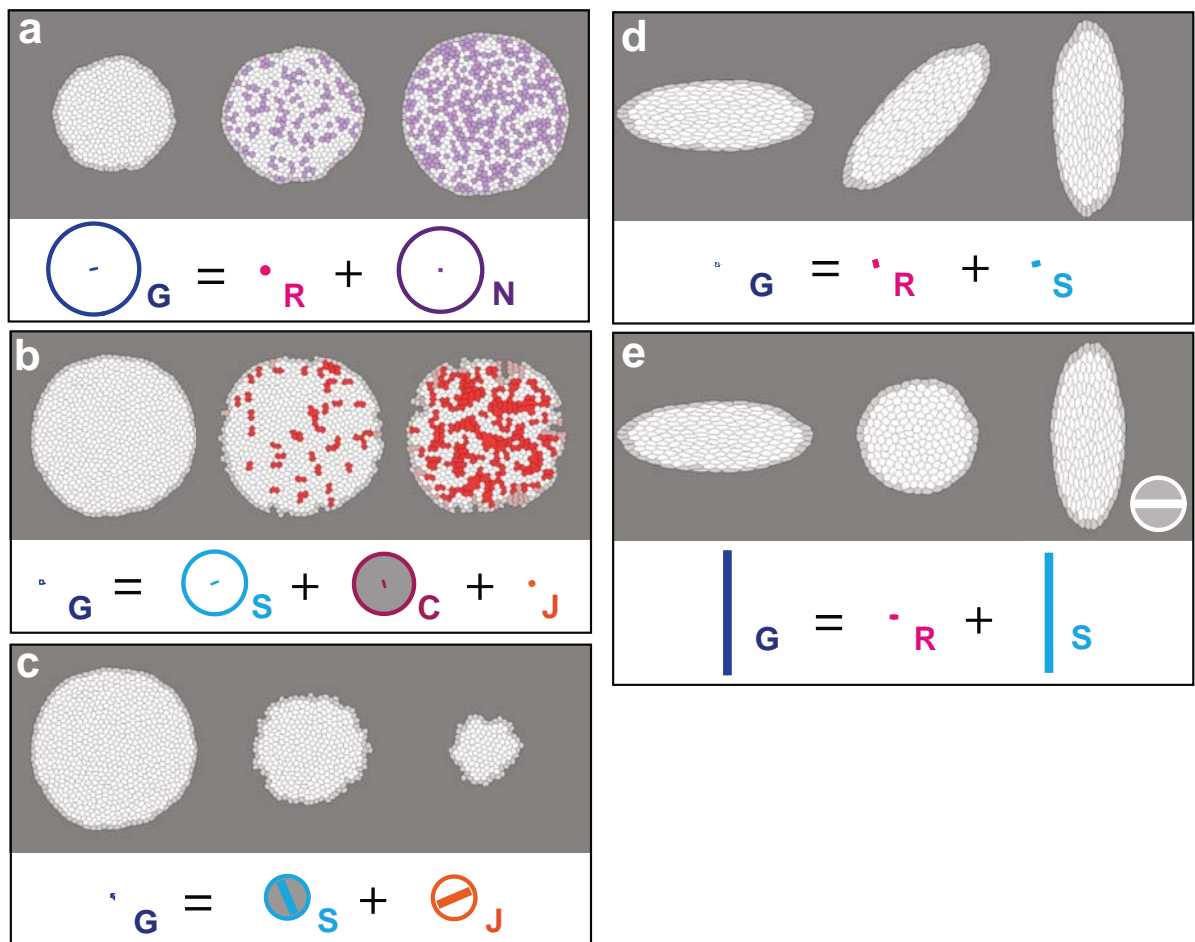 a
G = R + N
b
G = S + C + J
c
G = S + J
d
G = R + S
e
G = R + S